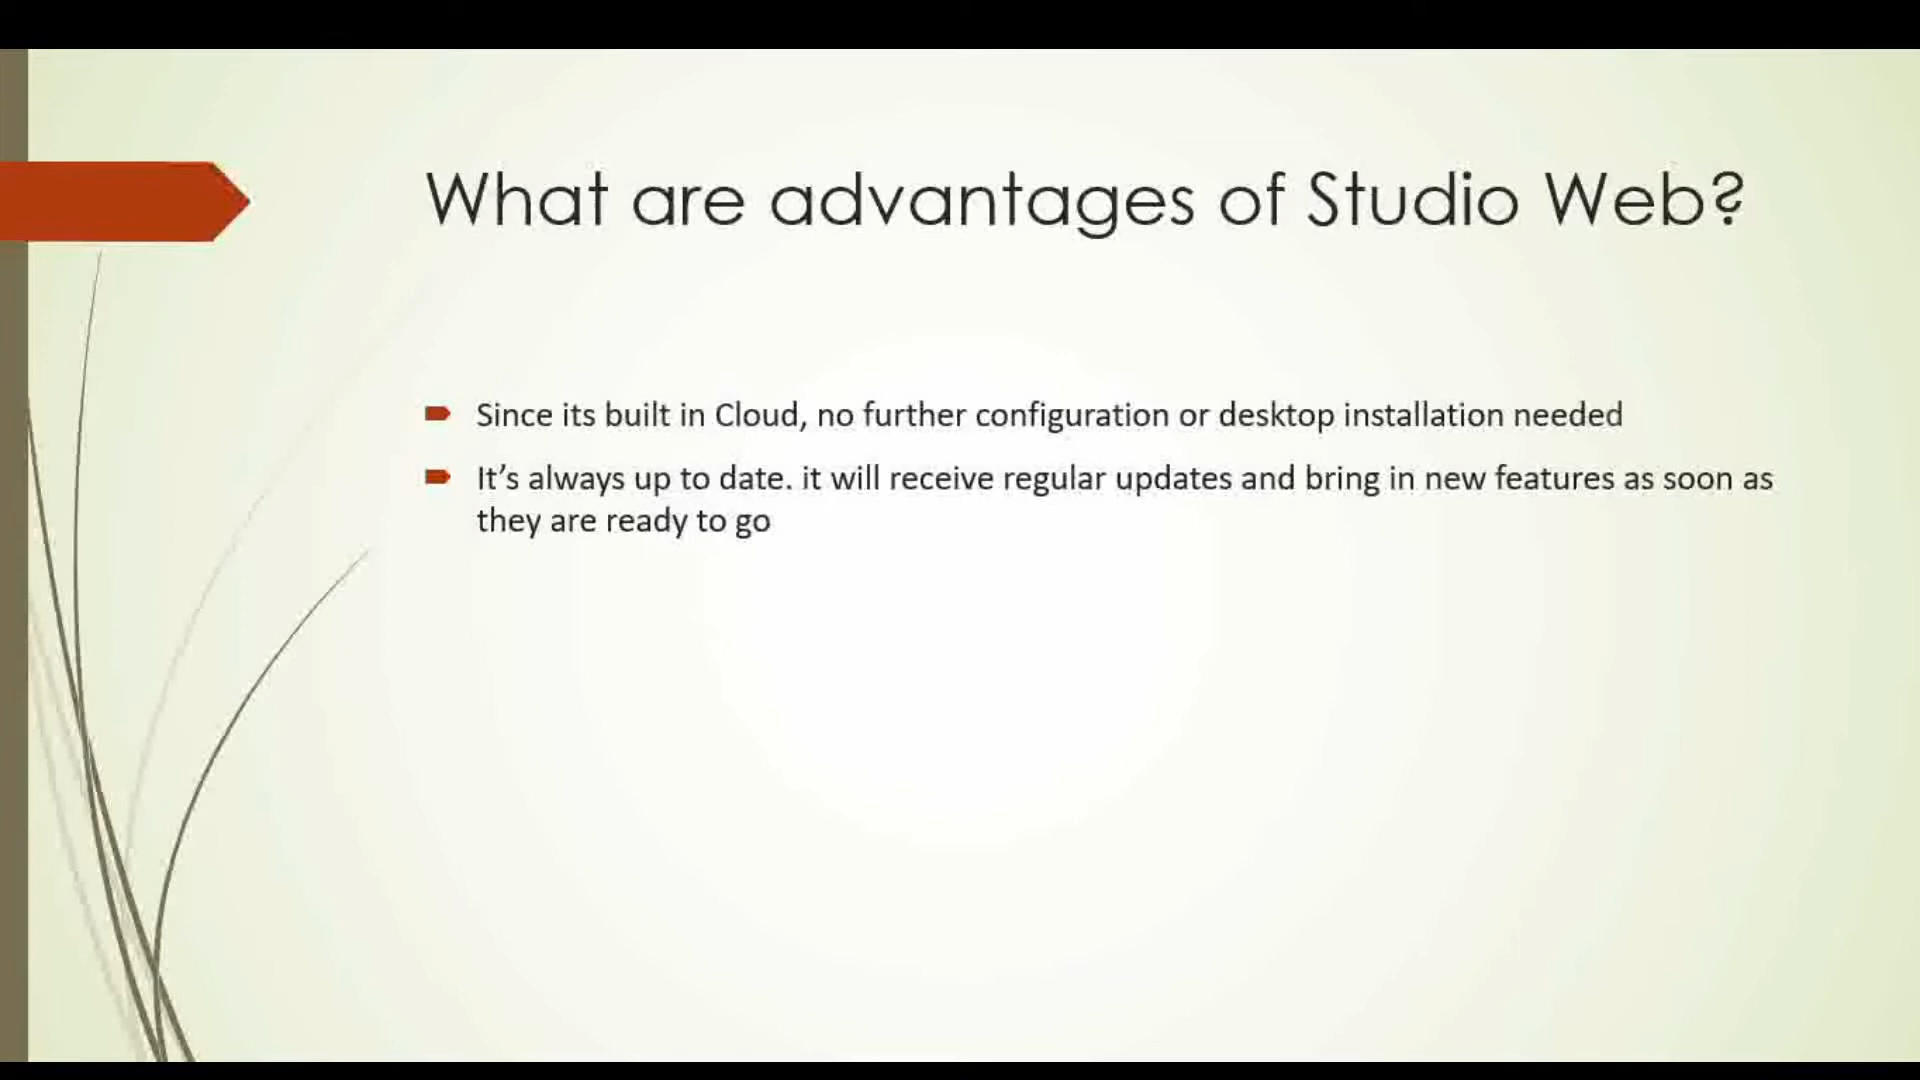 What are advantages of Studio Web?
Since its built in Cloud, no further configuration or desktop installation needed
It’s always up to date. it will receive regular updates and bring in new features as soon as
they are ready to go